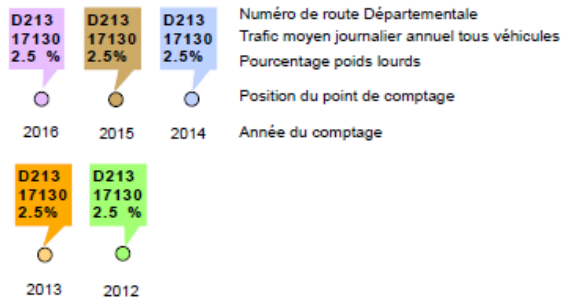 D213 D213 D213 Numéro de route Départementale
17130 17130 17130 Trafic moyen journalier annuel tous véhicules
2.5 % 2.5% 2.5% Pourcentage poids lourds
Position du point de comptage
2016 2015 2014 Année du comptage
D213 D213
17130 17130
2.5% 2.5 %
2013 2012